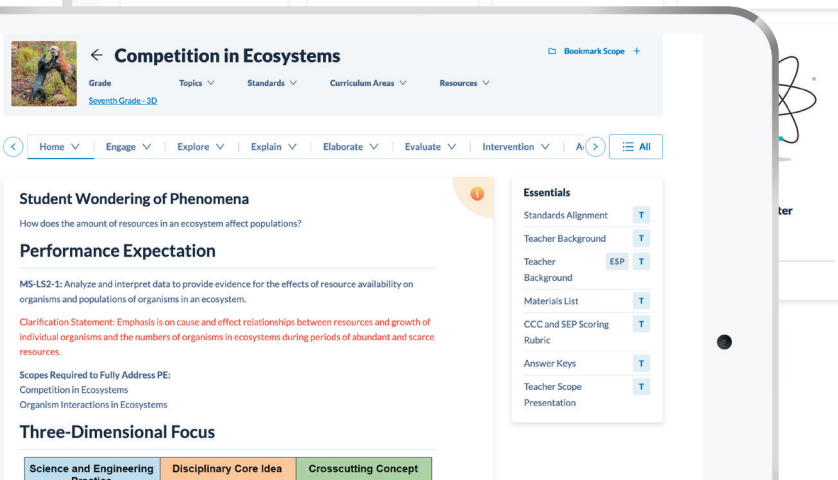 ← Competition in Ecosystems
Bookmark Scope +
Grade
Topics
Standards
Curriculum Areas
Resources
Seventh Grade - 3D
Home
Engage
Explore
Explain
Elaborate
Evaluate
Intervention
A
All
Student Wondering of Phenomena
How does the amount of resources in an ecosystem affect populations?
Performance Expectation
MS-LS2-1: Analyze and interpret data to provide evidence for the effects of resource availability on
organisms and populations of organisms in an ecosystem.
Clarification Statement: Emphasis is on cause and effect relationships between resources and growth of
individual organisms and the numbers of organisms in ecosystems during periods of abundant and scarce
resources.
Scopes Required to Fully Address PE:
Competition in Ecosystems
Organism Interactions in Ecosystems
Three-Dimensional Focus
Science and Engineering
Practice
Disciplinary Core Idea
Crosscutting Concept
Essentials
Standards Alignment T
Teacher Background T
Teacher ESP T
Background
Materials List T
CCC and SEP Scoring T
Rubric
Answer Keys T
Teacher Scope T
Presentation
ter